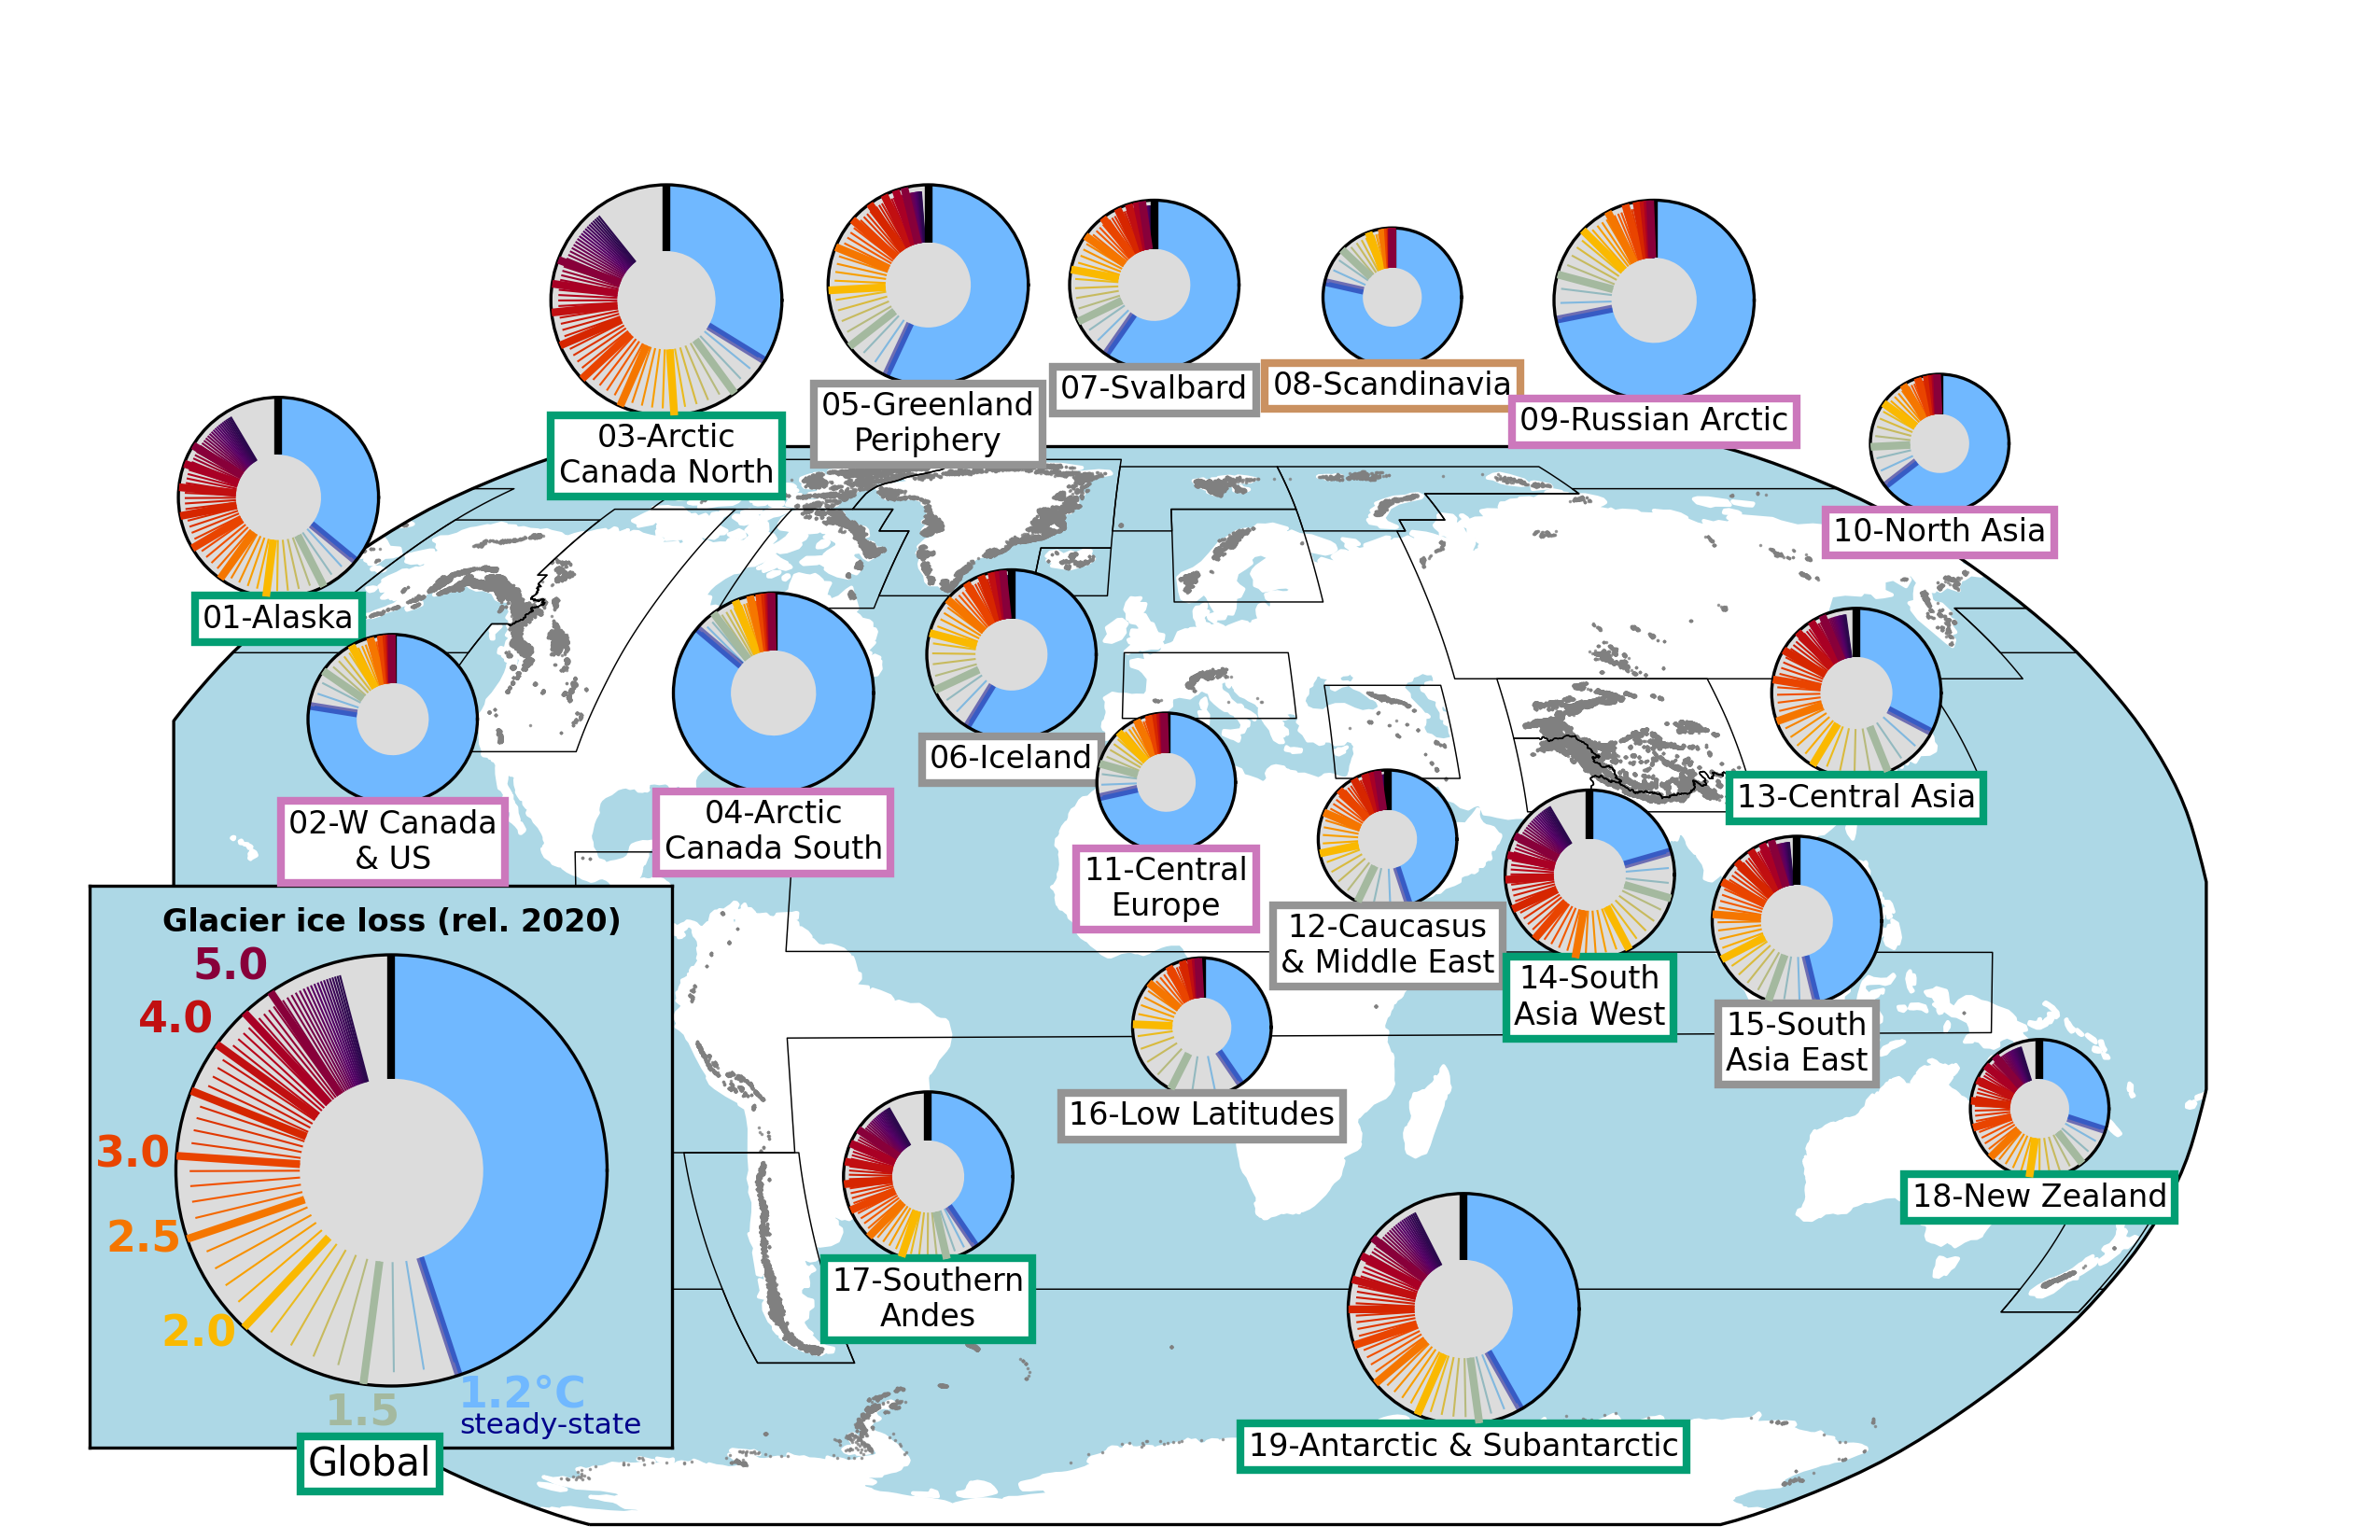 03-Arctic
Canada North
05-Greenland
Periphery
07-Svalbard
08-Scandinavia
09-Russian Arctic
10-North Asia
01-Alaska
02-W Canada
& US
04-Arctic
Canada South
06-Iceland
11-Central
Europe
12-Caucasus
& Middle East
13-Central Asia
14-South
Asia West
15-South
Asia East
16-Low Latitudes
17-Southern
Andes
18-New Zealand
19-Antarctic & Subantarctic
Glacier ice loss (rel. 2020)
5.0
4.0
3.0
2.5
2.0
1.5
1.2°C
steady-state
Global